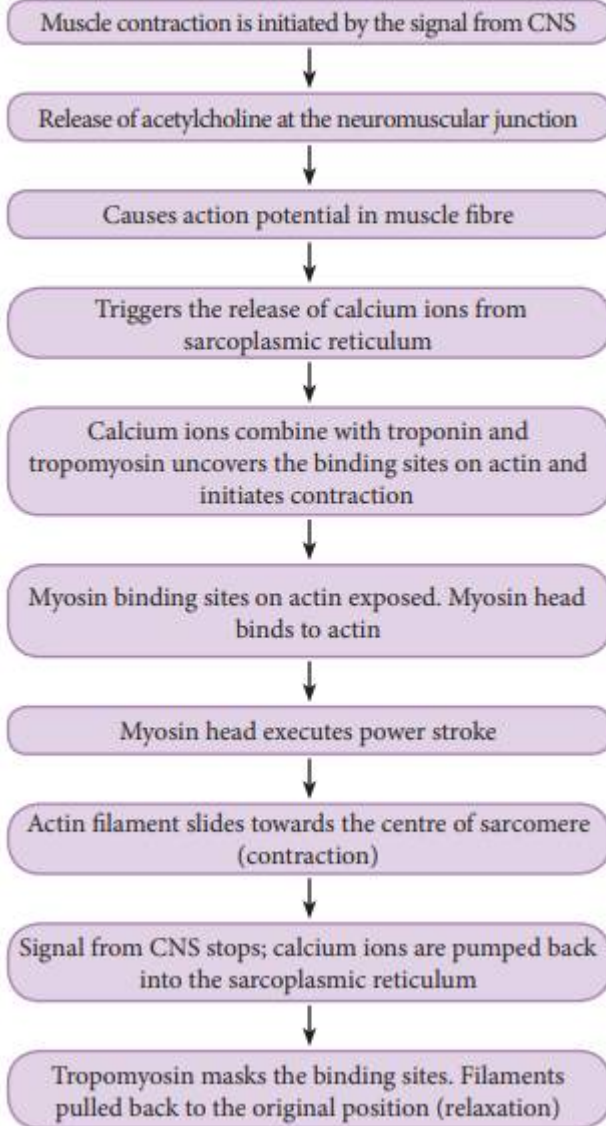 Muscle contraction is initiated by the signal from CNS
Release of acetylcholine at the neuromuscular junction
Causes action potential in muscle fibre
Triggers the release of calcium ions from
sarcoplasmic reticulum
Calcium ions combine with troponin and
tropomyosin uncovers the binding sites on actin and
initiates contraction
Myosin binding sites on actin exposed. Myosin head
binds to actin
Myosin head executes power stroke
Actin filament slides towards the centre of sarcomere
(contraction)
Signal from CNS stops; calcium ions are pumped back
into the sarcoplasmic reticulum
Tropomyosin masks the binding sites. Filaments
pulled back to the original position (relaxation)